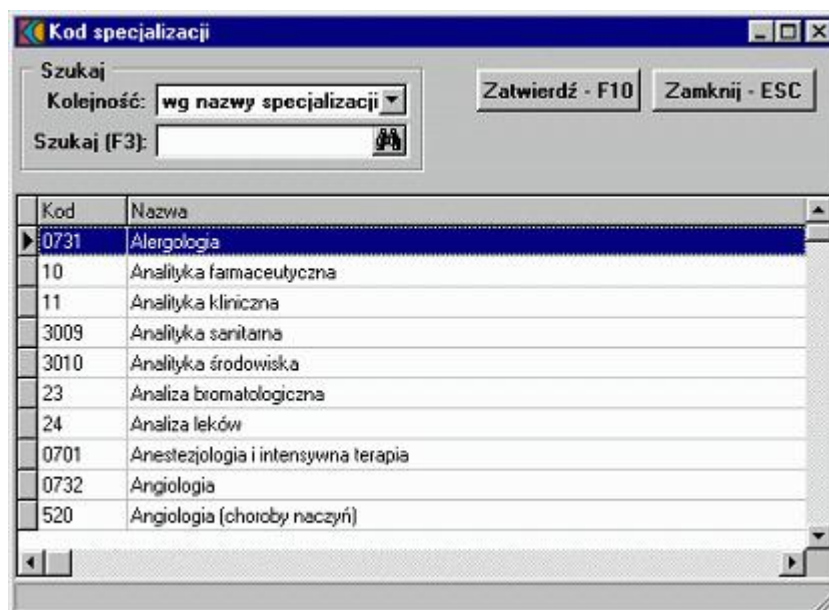 Kod specjalizacji
Szukaj
Kolejność: wg nazwy specjalizacji
Zatwierdź - F10 Zamknij - ESC
Szukaj (F3):
Kod Nazwa
0731 Alergologia
10 Analityka farmaceutyczna
11 Analityka kliniczna
3009 Analityka sanitarna
3010 Analityka środowiska
23 Analiza bromatologiczna
24 Analiza leków
0701 Anestezjologia i intensywna terapia
0732 Angiologia
520 Angiologia (choroby naczyń)